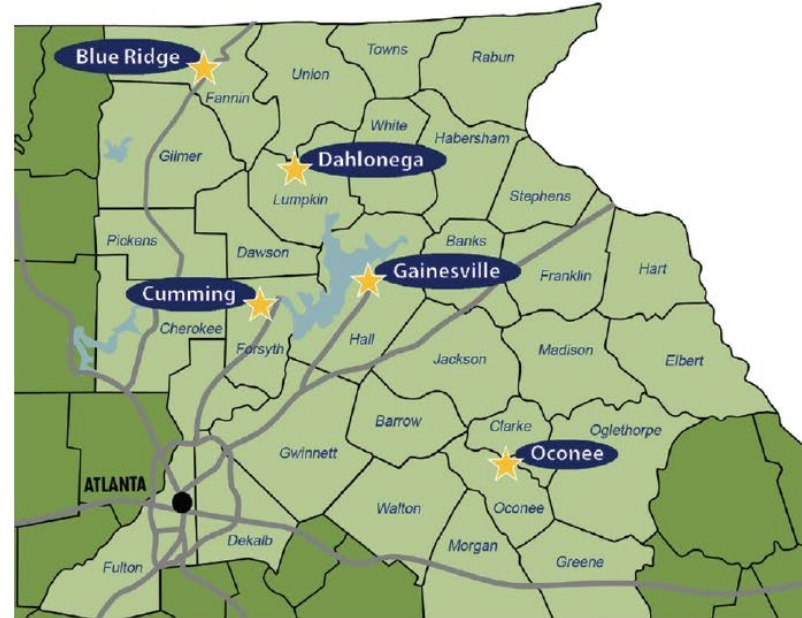 Towns
Rabun
Blue Ridge
Union
Fannin
White
Habersham
Gilmer
Dahlonega
Stephens
Lumpkin
Pickens
Dawson
Banks
Hart
Gainesville
Franklin
Cumming
Cherokee
Forsyth
Hall
Jackson
Madison
Elbert
Barrow
Clarke
Oglethorpe
Gwinnett
Oconee
ATLANTA
Walton
Oconee
Dekalb
Morgan
Greene
Fulton